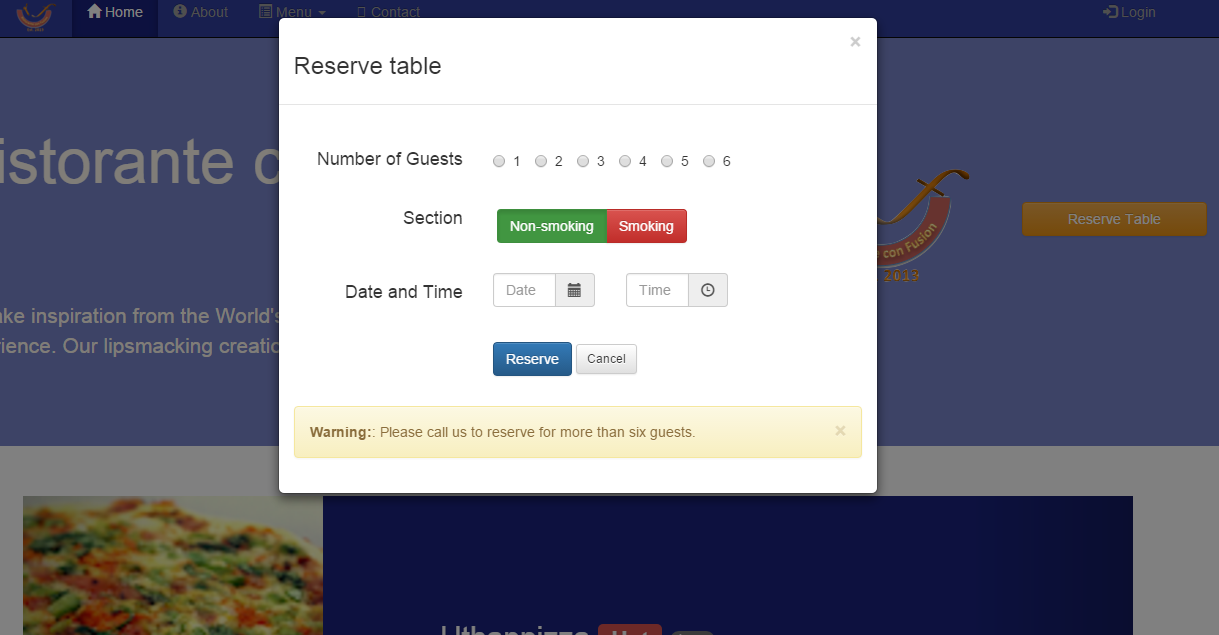 Home About Menu Contact Login
×
Reserve table
istorante c
Number of Guests 1 2 3 4 5 6
Section Non-smoking Smoking
con Fusion
2013
Reserve Table
Date and Time Date Time
ake inspiration from the World's
rience. Our lipsmacking creatio
Reserve Cancel
Warning:: Please call us to reserve for more than six guests. ×
Uthappizza Hot